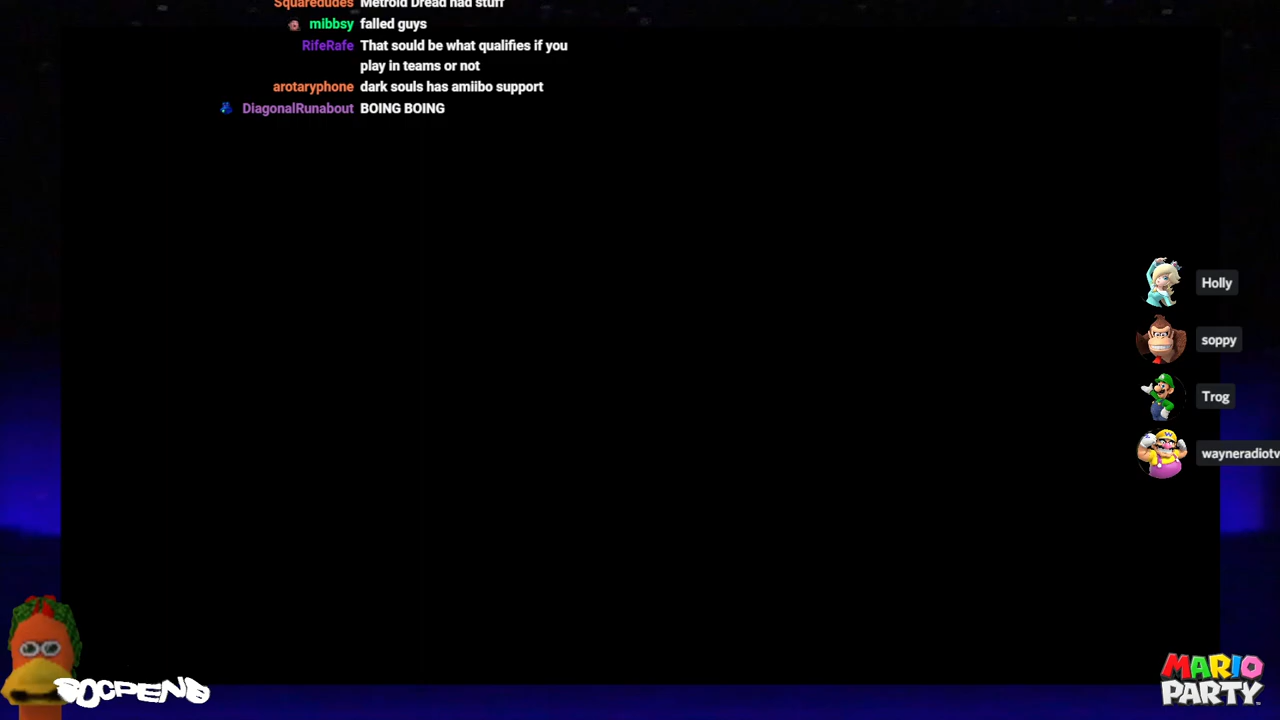 Squaredudes Metroid Dread had stuff
mibbsy falled guys
RifeRafe That sould be what qualifies if you
play in teams or not
arotaryphone dark souls has amiibo support
DiagonalRunabout BOING BOING
Holly
soppy
Trog
wayneradiotv
SOCPENS
MARIO
PARTY